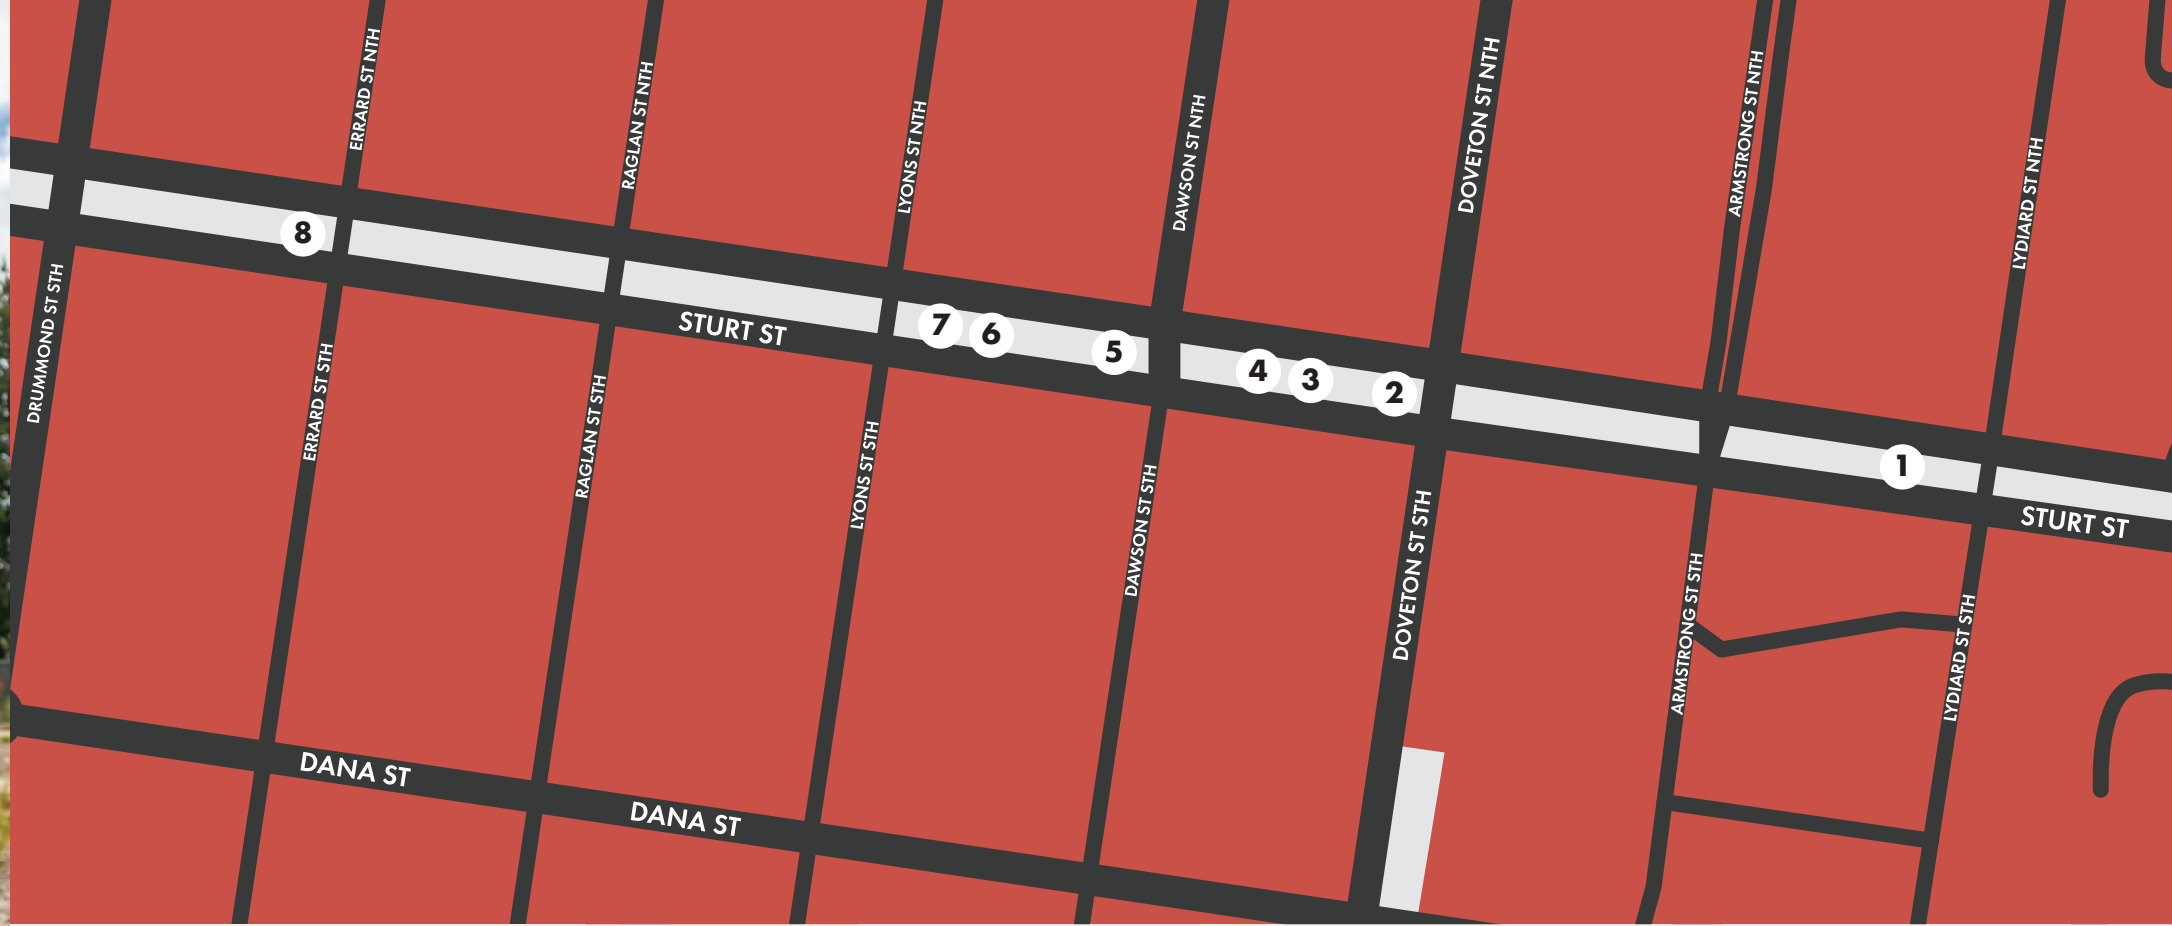 ERRARD ST NTH
RAGLAN ST NTH
LYONS ST NTH
DAWSON ST NTH
DOVETON ST NTH
ARMSTRONG ST NTH
LYDIARD ST NTH
8
7
6
5
4
3
2
1
STURT ST
STURT ST
DRUMMOND ST STH
ERRARD ST STH
RAGLAN ST STH
LYONS ST STH
DAWSON ST STH
DOVETON ST STH
ARMSTRONG ST STH
LYDIARD ST STH
DANA ST
DANA ST